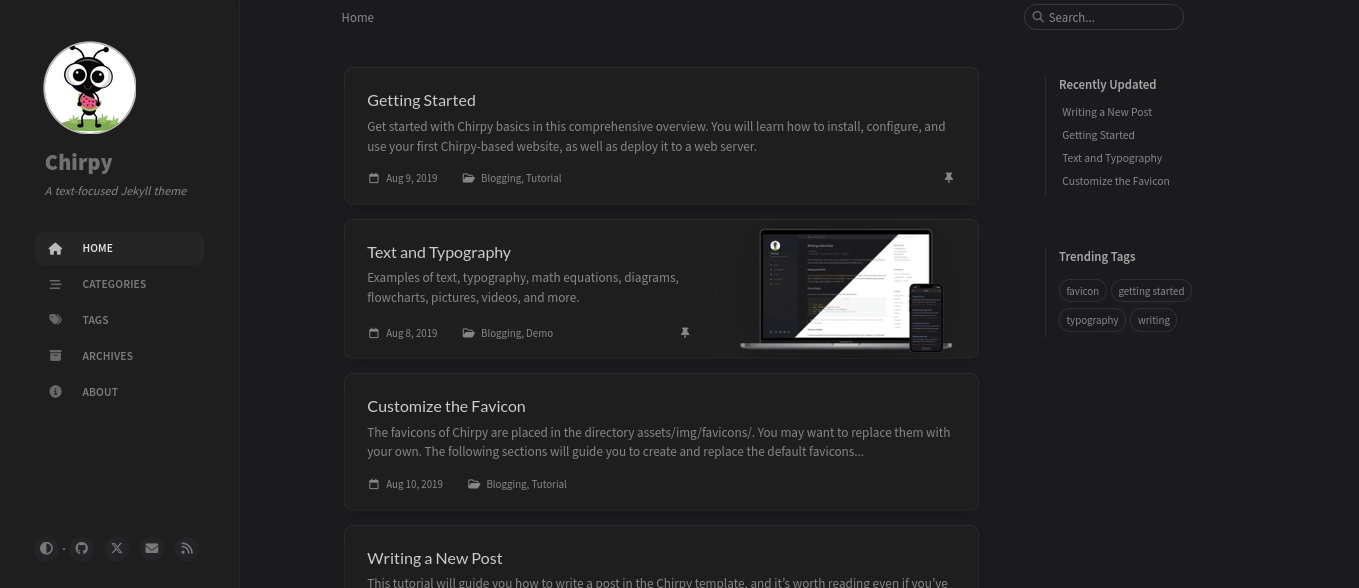 Chirpy
A text-focused Jekyll theme
HOME
CATEGORIES
TAGS
ARCHIVES
ABOUT
Home
Search...
Getting Started
Get started with Chirpy basics in this comprehensive overview. You will learn how to install, configure, and
use your first Chirpy-based website, as well as deploy it to a web server.
Aug 9, 2019 Blogging, Tutorial
Text and Typography
Examples of text, typography, math equations, diagrams,
flowcharts, pictures, videos, and more.
Aug 8, 2019 Blogging, Demo
Customize the Favicon
The favicons of Chirpy are placed in the directory assets/img/favicons/. You may want to replace them with
your own. The following sections will guide you to create and replace the default favicons...
Aug 10, 2019 Blogging, Tutorial
Writing a New Post
This tutorial will guide you how to write a post in the Chirpy template, and it’s worth reading even if you’ve
Recently Updated
Writing a New Post
Getting Started
Text and Typography
Customize the Favicon
Trending Tags
favicon getting started
typography writing